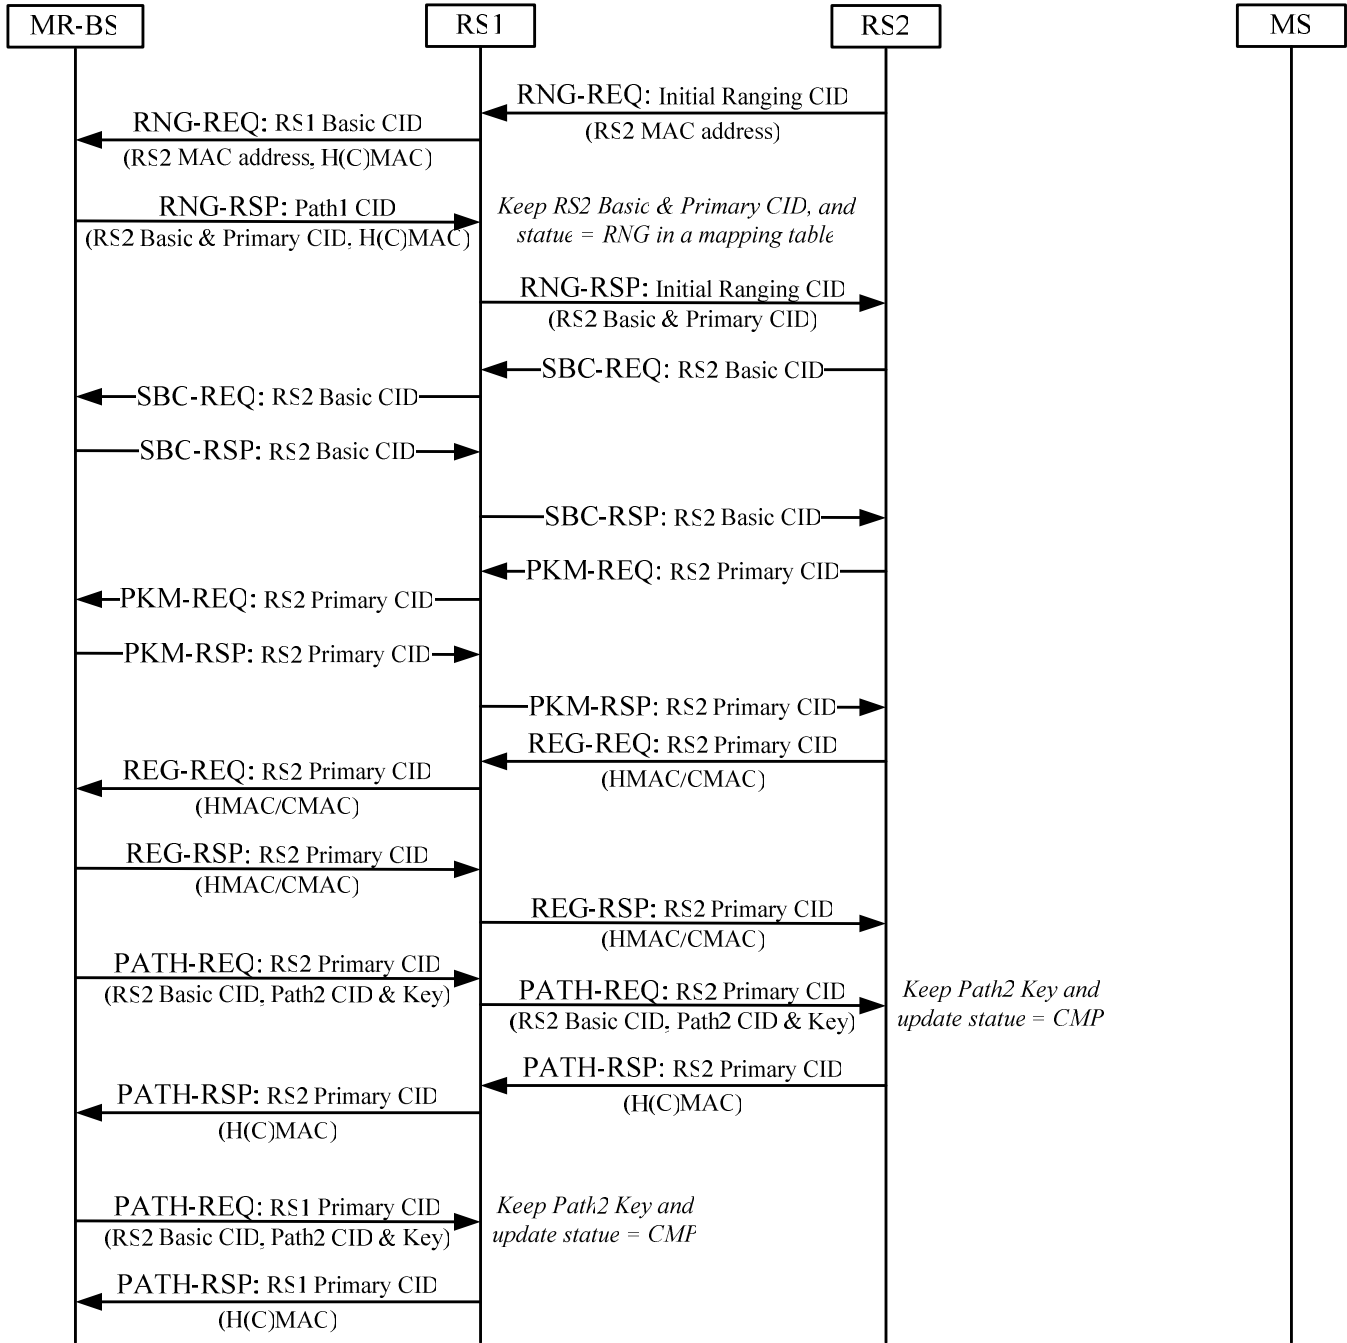 MR-BS
RS1
RS2
MS
RNG-REQ: Initial Ranging CID
(RS2 MAC address)
RNG-REQ: RS1 Basic CID
(RS2 MAC address, H(C)MAC)
RNG-RSP: Path1 CID
(RS2 Basic & Primary CID, H(C)MAC)
Keep RS2 Basic & Primary CID, and
statue = RNG in a mapping table
RNG-RSP: Initial Ranging CID
(RS2 Basic & Primary CID)
SBC-REQ: RS2 Basic CID
SBC-REQ: RS2 Basic CID
SBC-RSP: RS2 Basic CID
SBC-RSP: RS2 Basic CID
PKM-REQ: RS2 Primary CID
PKM-REQ: RS2 Primary CID
PKM-RSP: RS2 Primary CID
PKM-RSP: RS2 Primary CID
REG-REQ: RS2 Primary CID
(HMAC/CMAC)
REG-REQ: RS2 Primary CID
(HMAC/CMAC)
REG-RSP: RS2 Primary CID
(HMAC/CMAC)
REG-RSP: RS2 Primary CID
(HMAC/CMAC)
PATH-REQ: RS2 Primary CID
(RS2 Basic CID, Path2 CID & Key)
PATH-REQ: RS2 Primary CID
(RS2 Basic CID, Path2 CID & Key)
Keep Path2 Key and
update statue = CMP
PATH-RSP: RS2 Primary CID
(H(C)MAC)
PATH-RSP: RS2 Primary CID
(H(C)MAC)
PATH-REQ: RS1 Primary CID
(RS2 Basic CID, Path2 CID & Key)
Keep Path2 Key and
update statue = CMP
PATH-RSP: RS1 Primary CID
(H(C)MAC)